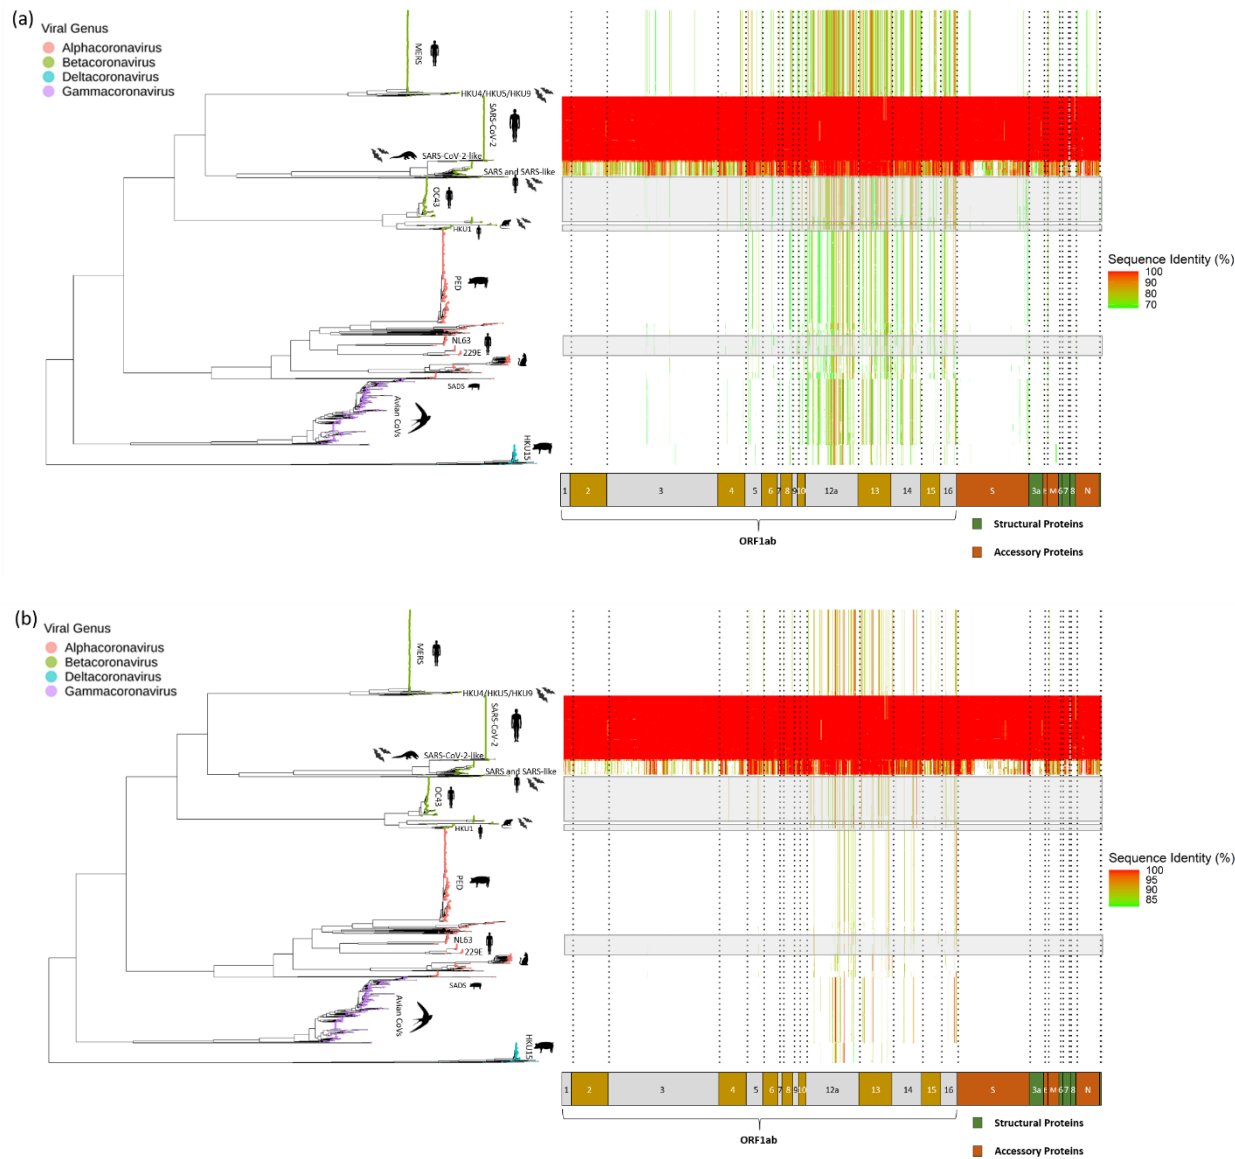 (a)
Viral Genus
Alphacoronavirus
Betacoronavirus
Deltacoronavirus
Gammacoronavirus
MERS
HKU4/HKU5/HKU9
SARS-CoV-2
SARS-CoV-2-like
SARS and SARS-like
OC43
HKU1
PED
NL63
229E
SADS
Avian CoVs
HKU15
Sequence Identity (%)
100
90
80
70
1 2 3 4 5 6 7 8 9 10 12a 13 14 15 16 S 3a E M 6 7 8 N
ORF1ab
Structural Proteins
Accessory Proteins
(b)
Viral Genus
Alphacoronavirus
Betacoronavirus
Deltacoronavirus
Gammacoronavirus
MERS
HKU4/HKU5/HKU9
SARS-CoV-2
SARS-CoV-2-like
SARS and SARS-like
OC43
HKU1
PED
NL63
229E
SADS
Avian CoVs
HKU15
Sequence Identity (%)
100
95
90
85
1 2 3 4 5 6 7 8 9 10 12a 13 14 15 16 S 3a E M 6 7 8 N
ORF1ab
Structural Proteins
Accessory Proteins